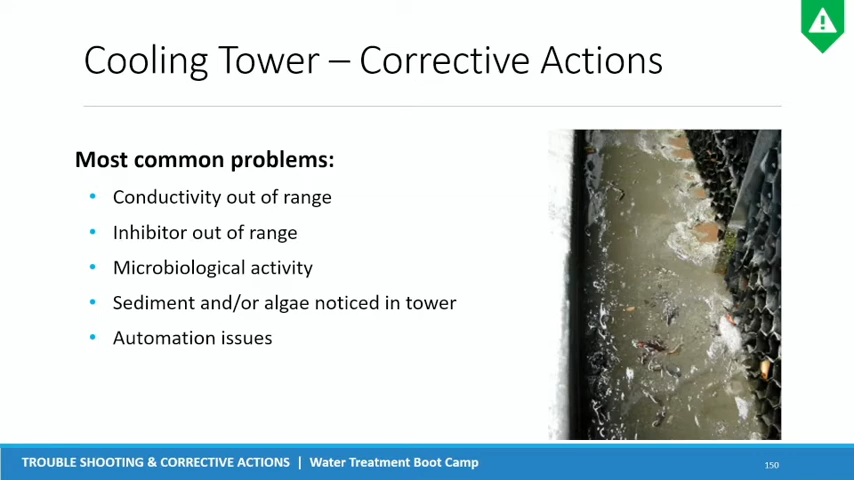 Cooling Tower – Corrective Actions
Most common problems:
• Conductivity out of range
• Inhibitor out of range
• Microbiological activity
• Sediment and/or algae noticed in tower
• Automation issues
TROUBLE SHOOTING & CORRECTIVE ACTIONS | Water Treatment Boot Camp
150